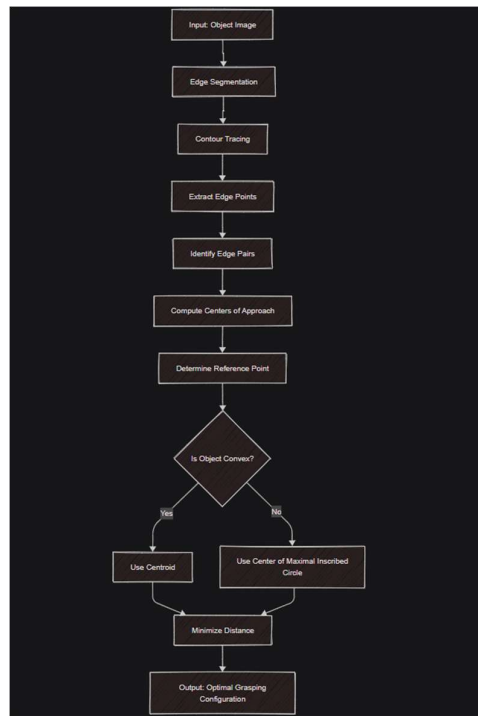 Input: Object Image
Edge Segmentation
Contour Tracing
Extract Edge Points
Identify Edge Pairs
Compute Centers of Approach
Determine Reference Point
Is Object Convex?
Yes
No
Use Centroid
Use Center of Maximal Inscribed
Circle
Minimize Distance
Output: Optimal Grasping
Configuration